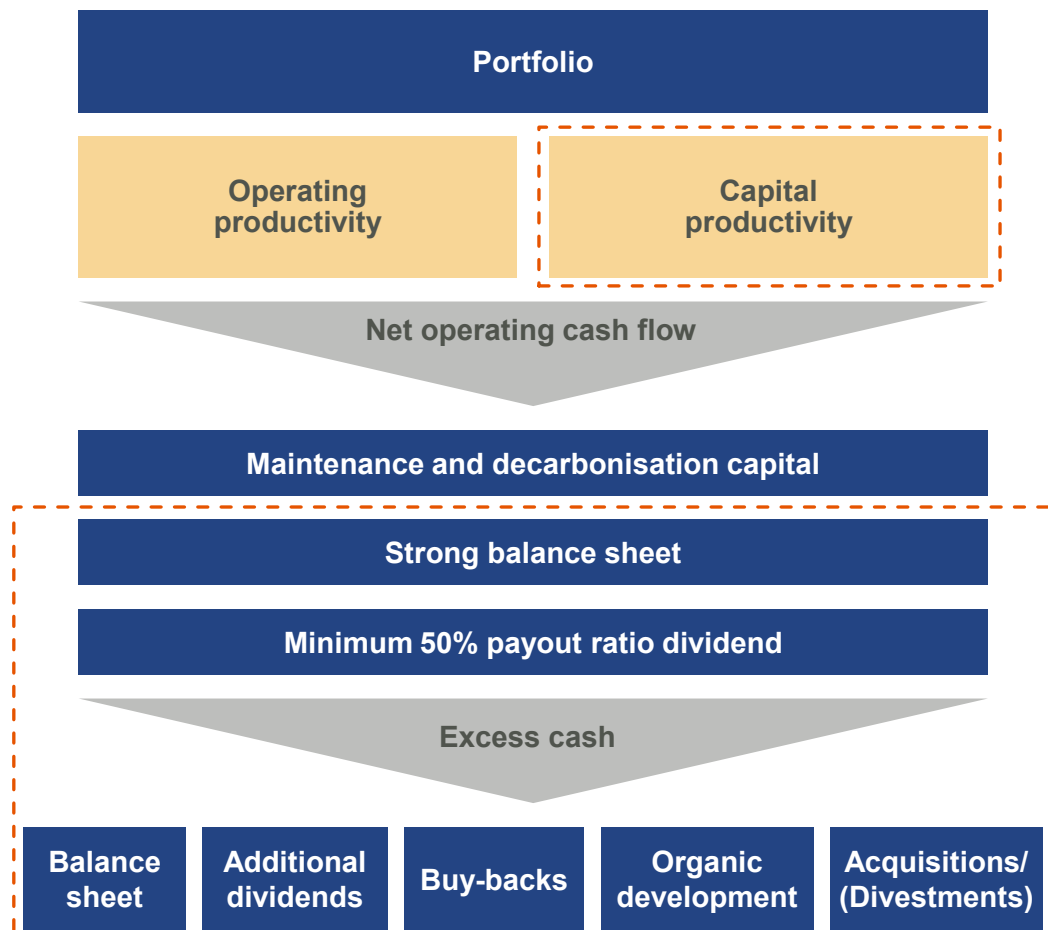 Portfolio
Operating
productivity
Capital
productivity
Net operating cash flow
Maintenance and decarbonisation capital
Strong balance sheet
Minimum 50% payout ratio dividend
Excess cash
Balance
sheet
Additional
dividends
Buy-backs
Organic
development
Acquisitions/
(Divestments)